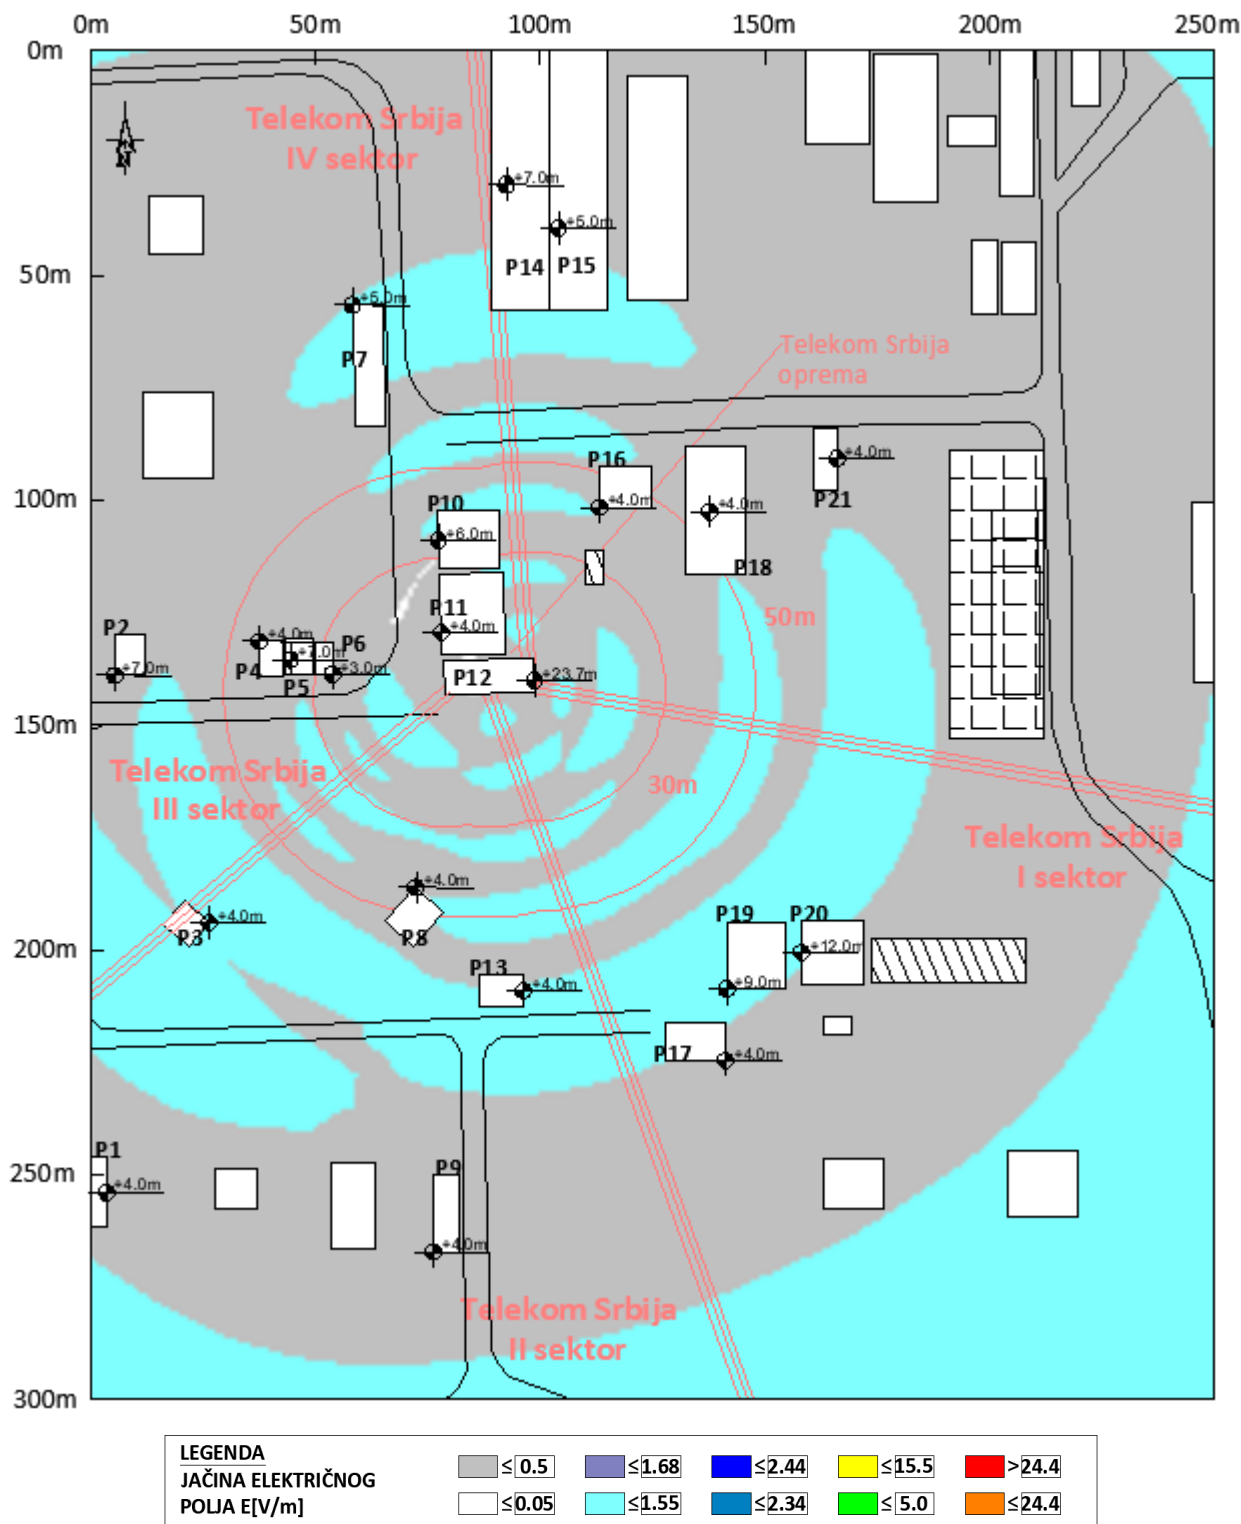 0m 50m 100m 150m 200m 250m
0m
Telekom Srbija
IV sektor
N
+7.0m
+5.0m
P14 P15
50m
+5.0m
P7
Telekom Srbija
oprema
P16
+4.0m
P21
100m
P10
+4.0m
+4.0m
+6.0m
P18
P11
50m
P2
+4.0m
+4.0m
P6
+7.0m
P4
+7.0m
+3.0m
P5
P12
+23.7m
150m
Telekom Srbija
III sektor
30m
Telekom Srbija
I sektor
+4.0m
P3
+4.0m
P8
P19
P20
200m
+12.0m
P13
+4.0m
+9.0m
P17
+4.0m
P1
250m
+4.0m
P9
+4.0m
Telekom Srbija
II sektor
300m
LEGENDA
JAČINA ELEKTRIČNOG
POLJA E[V/m]
≤ 0.5 ≤1.68 ≤2.44 ≤15.5 >24.4
≤0.05 ≤1.55 ≤2.34 ≤ 5.0 ≤24.4